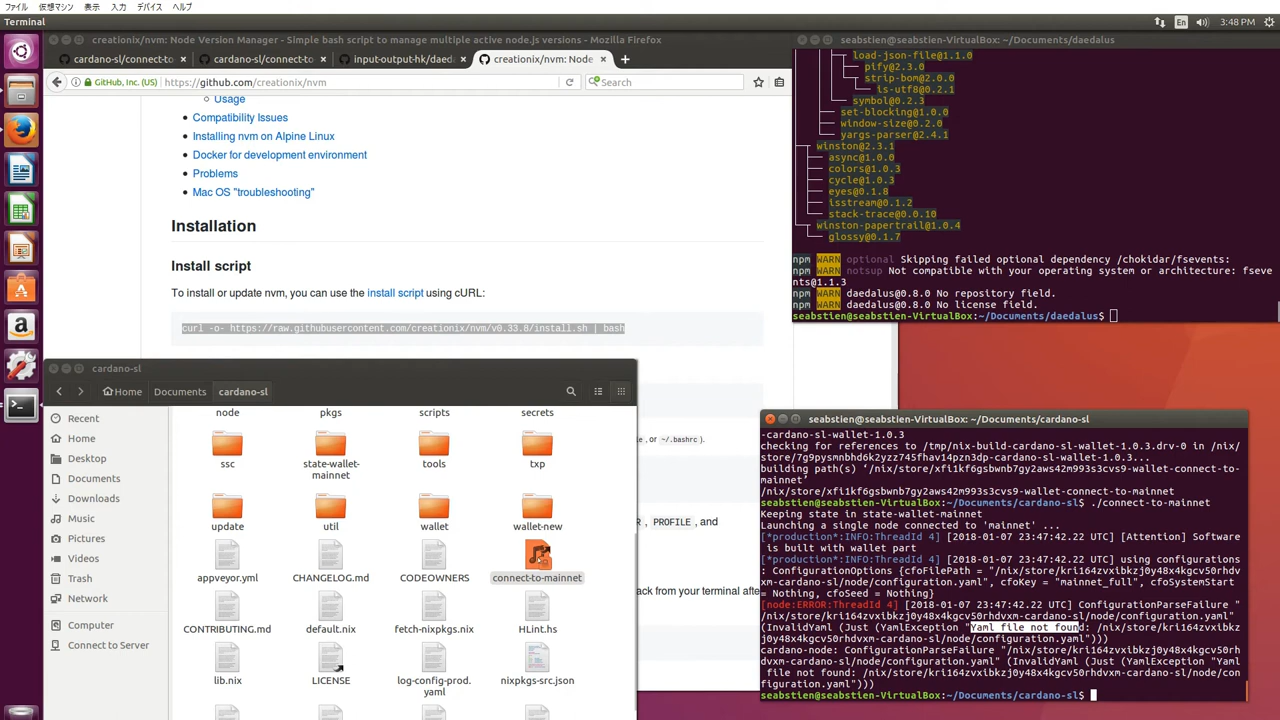 ファイル 仮想マシン 表示 入力 デバイス ヘルプ
Terminal
En 3:48 PM
creationix/nvm: Node Version Manager - Simple bash script to manage multiple active node.js versions - Mozilla Firefox
cardano-sl/connect-to
cardano-sl/connect-to
input-output-hk/daed
creationix/nvm: Node
GitHub, Inc. (US)
https://github.com/creationix/nvm
Search
Usage
Compatibility Issues
Installing nvm on Alpine Linux
Docker for development environment
Problems
Mac OS "troubleshooting"
Installation
Install script
To install or update nvm, you can use the install script using cURL:
curl -o- https://raw.githubusercontent.com/creationix/nvm/v0.33.8/install.sh | bash
, or ~/.bashrc).
R, PROFILE, and
ack from your terminal afte
cardano-sl
Home Documents cardano-sl
Recent
Home
Desktop
Documents
Downloads
Music
Pictures
Videos
Trash
Network
Computer
Connect to Server
node pkgs scripts secrets
ssc state-wallet-mainnet tools txp
update util wallet wallet-new
appveyor.yml CHANGELOG.md CODEOWNERS connect-to-mainnet
CONTRIBUTING.md default.nix fetch-nixpkgs.nix HLint.hs
lib.nix LICENSE log-config-prod.yaml nixpkgs-src.json
seabstien@seabstien-VirtualBox: ~/Documents/daedalus
load-json-file@1.1.0
pify@2.3.0
strip-bom@2.0.0
is-utf8@0.2.1
symbol@0.2.3
set-blocking@1.0.0
window-size@0.2.0
yargs-parser@2.4.1
winston@2.3.1
async@1.0.0
colors@1.0.3
cycle@1.0.3
eyes@0.1.8
isstream@0.1.2
stack-trace@0.0.10
winston-papertrail@1.0.4
glossy@0.1.7
npm WARN optional Skipping failed optional dependency /chokidar/fsevents:
npm WARN notsup Not compatible with your operating system or architecture: fseve
nts@1.1.3
npm WARN daedalus@0.8.0 No repository field.
npm WARN daedalus@0.8.0 No license field.
seabstien@seabstien-VirtualBox:~/Documents/daedalus$
seabstien@seabstien-VirtualBox: ~/Documents/cardano-sl
-cardano-sl-wallet-1.0.3
checking for references to /tmp/nix-build-cardano-sl-wallet-1.0.3.drv-0 in /nix/
store/7g9pysmnbhd6k2yzz745fhav14pzn3dp-cardano-sl-wallet-1.0.3...
building path(s) ‘/nix/store/xfi1kf6gsbwnb7gy2aws42m993s3cvs9-wallet-connect-to-
mainnet’
/nix/store/xfi1kf6gsbwnb7gy2aws42m993s3cvs9-wallet-connect-to-mainnet
seabstien@seabstien-VirtualBox:~/Documents/cardano-sl$ ./connect-to-mainnet
Keeping state in state-wallet-mainnet
Launching a single node connected to 'mainnet' ...
[*production*:INFO:ThreadId 4] [2018-01-07 23:47:42.22 UTC] [Attention] Software
is built with wallet part
[*production*:INFO:ThreadId 4] [2018-01-07 23:47:42.22 UTC] using configurations
: ConfigurationOptions {cfoFilePath = "/nix/store/kri164zvxibkzj0y48x4kgcv50rhdv
xm-cardano-sl/node/configuration.yaml", cfoKey = "mainnet_full", cfoSystemStart
= Nothing, cfoSeed = Nothing}
[node:ERROR:ThreadId 4] [2018-01-07 23:47:42.22 UTC] ConfigurationParseFailure "
/nix/store/kri164zvxibkzj0y48x4kgcv50rhdvxm-cardano-sl/node/configuration.yaml"
(InvalidYaml (Just (YamlException "Yaml file not found: /nix/store/kri164zvxibkz
j0y48x4kgcv50rhdvxm-cardano-sl/node/configuration.yaml")))
cardano-node: ConfigurationParseFailure "/nix/store/kri164zvxibkzj0y48x4kgcv50rh
dvxm-cardano-sl/node/configuration.yaml" (InvalidYaml (Just (YamlException "Yaml
file not found: /nix/store/kri164zvxibkzj0y48x4kgcv50rhdvxm-cardano-sl/node/con
figuration.yaml")))
seabstien@seabstien-VirtualBox:~/Documents/cardano-sl$